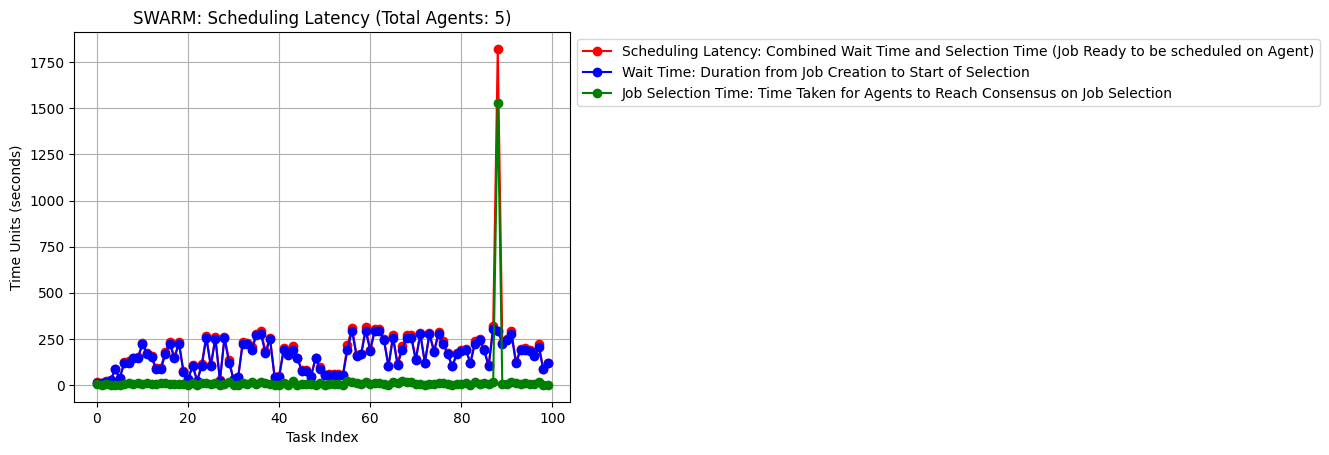 SWARM: Scheduling Latency (Total Agents: 5)
Scheduling Latency: Combined Wait Time and Selection Time (Job Ready to be scheduled on Agent)
Wait Time: Duration from Job Creation to Start of Selection
Job Selection Time: Time Taken for Agents to Reach Consensus on Job Selection
Time Units (seconds)
1750
1500
1250
1000
750
500
250
0
0 20 40 60 80 100
Task Index